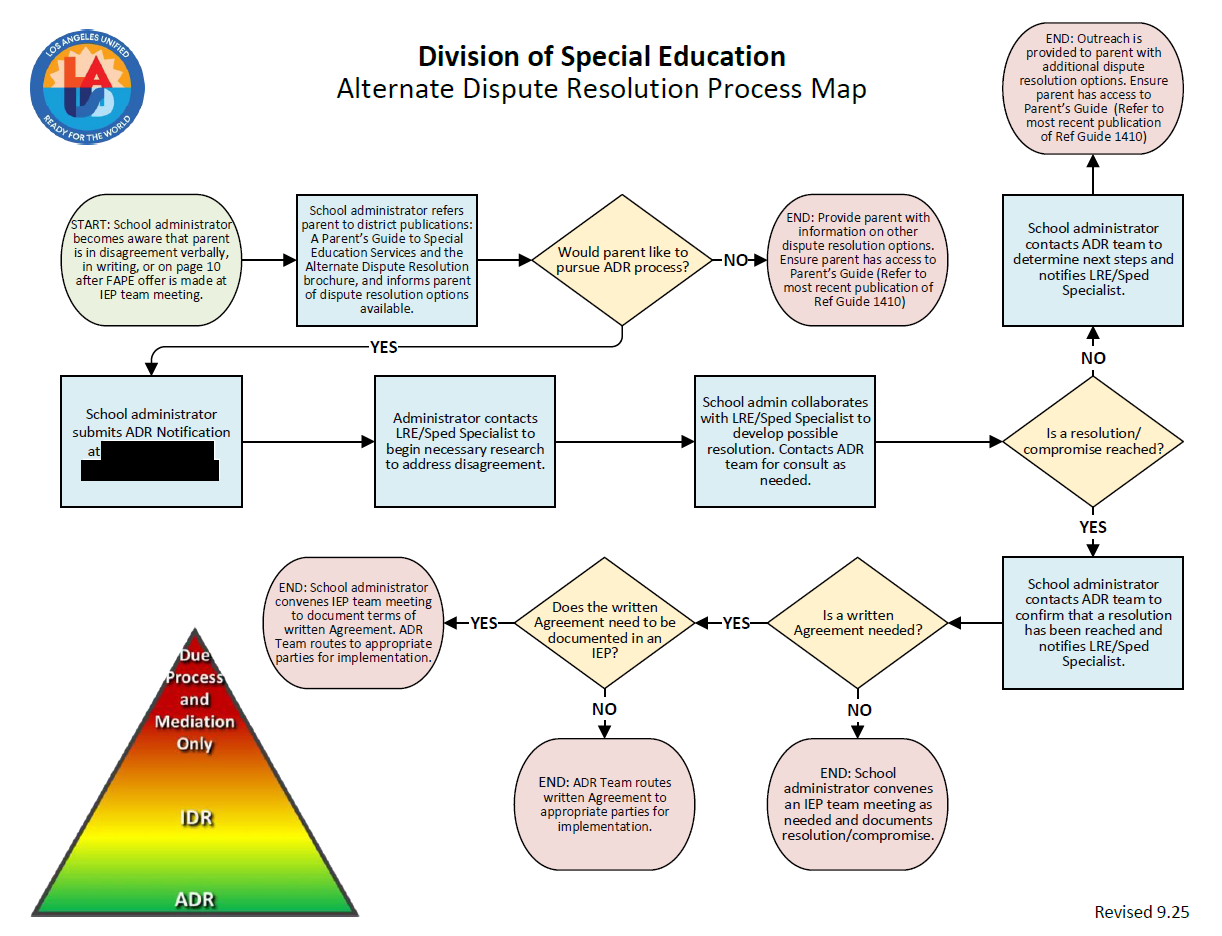 LOS ANGELES UNIFIED
LAUSD
READY FOR THE WORLD
Division of Special Education
Alternate Dispute Resolution Process Map
END: Outreach is
provided to parent with
additional dispute
resolution options. Ensure
parent has access to
Parent's Guide (Refer to
most recent publication
of Ref Guide 1410)
START: School administrator
becomes aware that parent
is in disagreement verbally,
in writing, or on page 10
after FAPE offer is made at
IEP team meeting.
School administrator refers
parent to district publications:
A Parent's Guide to Special
Education Services and the
Alternate Dispute Resolution
brochure, and informs parent
of dispute resolution options
available.
Would parent like to
pursue ADR process?
NO
END: Provide parent with
information on other
dispute resolution options.
Ensure parent has access to
Parent's Guide (Refer to
most recent publication of
Ref Guide 1410)
School administrator
contacts ADR team to
determine next steps and
notifies LRE/Sped
Specialist.
YES
NO
School administrator
submits ADR Notification
at
Administrator contacts
LRE/Sped Specialist to
begin necessary research
to address disagreement.
School admin collaborates
with LRE/Sped Specialist to
develop possible
resolution. Contacts ADR
team for consult as
needed.
Is a resolution/
compromise reached?
YES
END: School administrator
convenes IEP team meeting
to document terms of
written Agreement. ADR
Team routes to appropriate
parties for implementation.
YES
Does the written
Agreement need to be
documented in an
IEP?
YES
Is a written
Agreement needed?
School administrator
contacts ADR team to
confirm that a resolution
has been reached and
notifies LRE/Sped
Specialist.
NO
NO
END: ADR Team routes
written Agreement to
appropriate parties for
implementation.
END: School
administrator convenes
an IEP team meeting as
needed and documents
resolution/compromise.
Due
Process
and
Mediation
Only
IDR
ADR
Revised 9.25